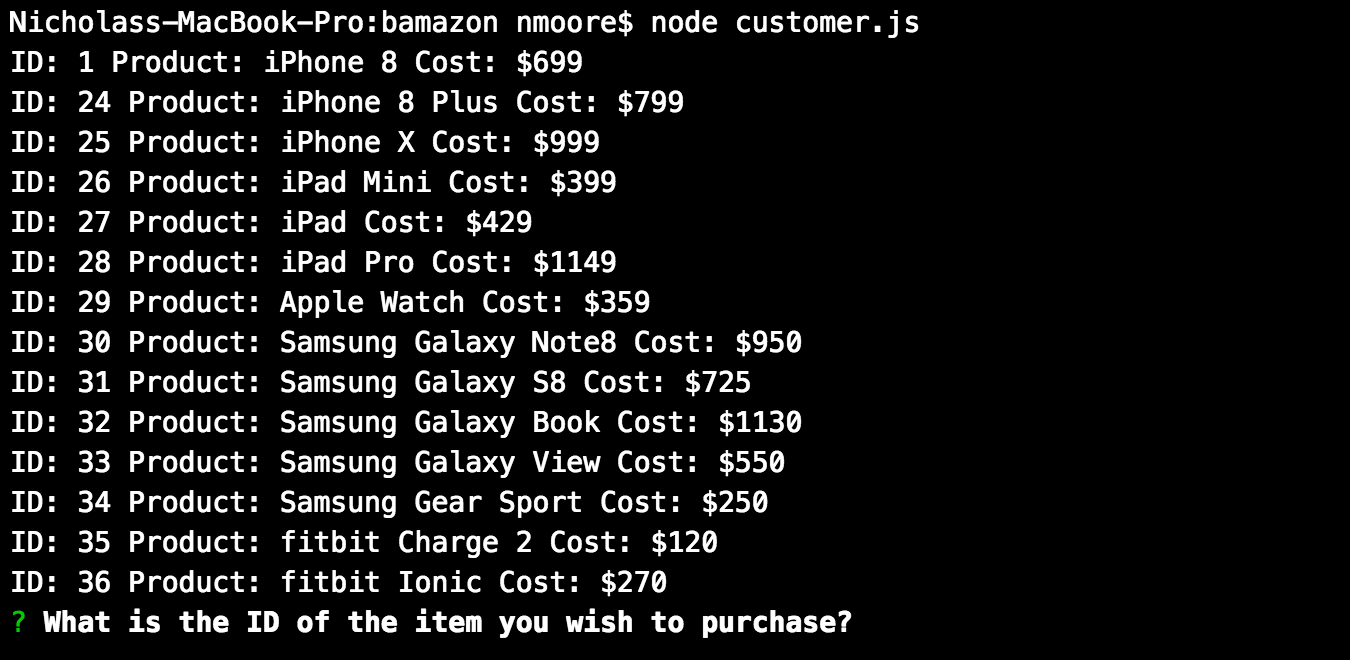 Nicholass-MacBook-Pro:bamazon nmoore$ node customer.js
ID: 1 Product: iPhone 8 Cost: $699
ID: 24 Product: iPhone 8 Plus Cost: $799
ID: 25 Product: iPhone X Cost: $999
ID: 26 Product: iPad Mini Cost: $399
ID: 27 Product: iPad Cost: $429
ID: 28 Product: iPad Pro Cost: $1149
ID: 29 Product: Apple Watch Cost: $359
ID: 30 Product: Samsung Galaxy Note8 Cost: $950
ID: 31 Product: Samsung Galaxy S8 Cost: $725
ID: 32 Product: Samsung Galaxy Book Cost: $1130
ID: 33 Product: Samsung Galaxy View Cost: $550
ID: 34 Product: Samsung Gear Sport Cost: $250
ID: 35 Product: fitbit Charge 2 Cost: $120
ID: 36 Product: fitbit Ionic Cost: $270
? What is the ID of the item you wish to purchase?